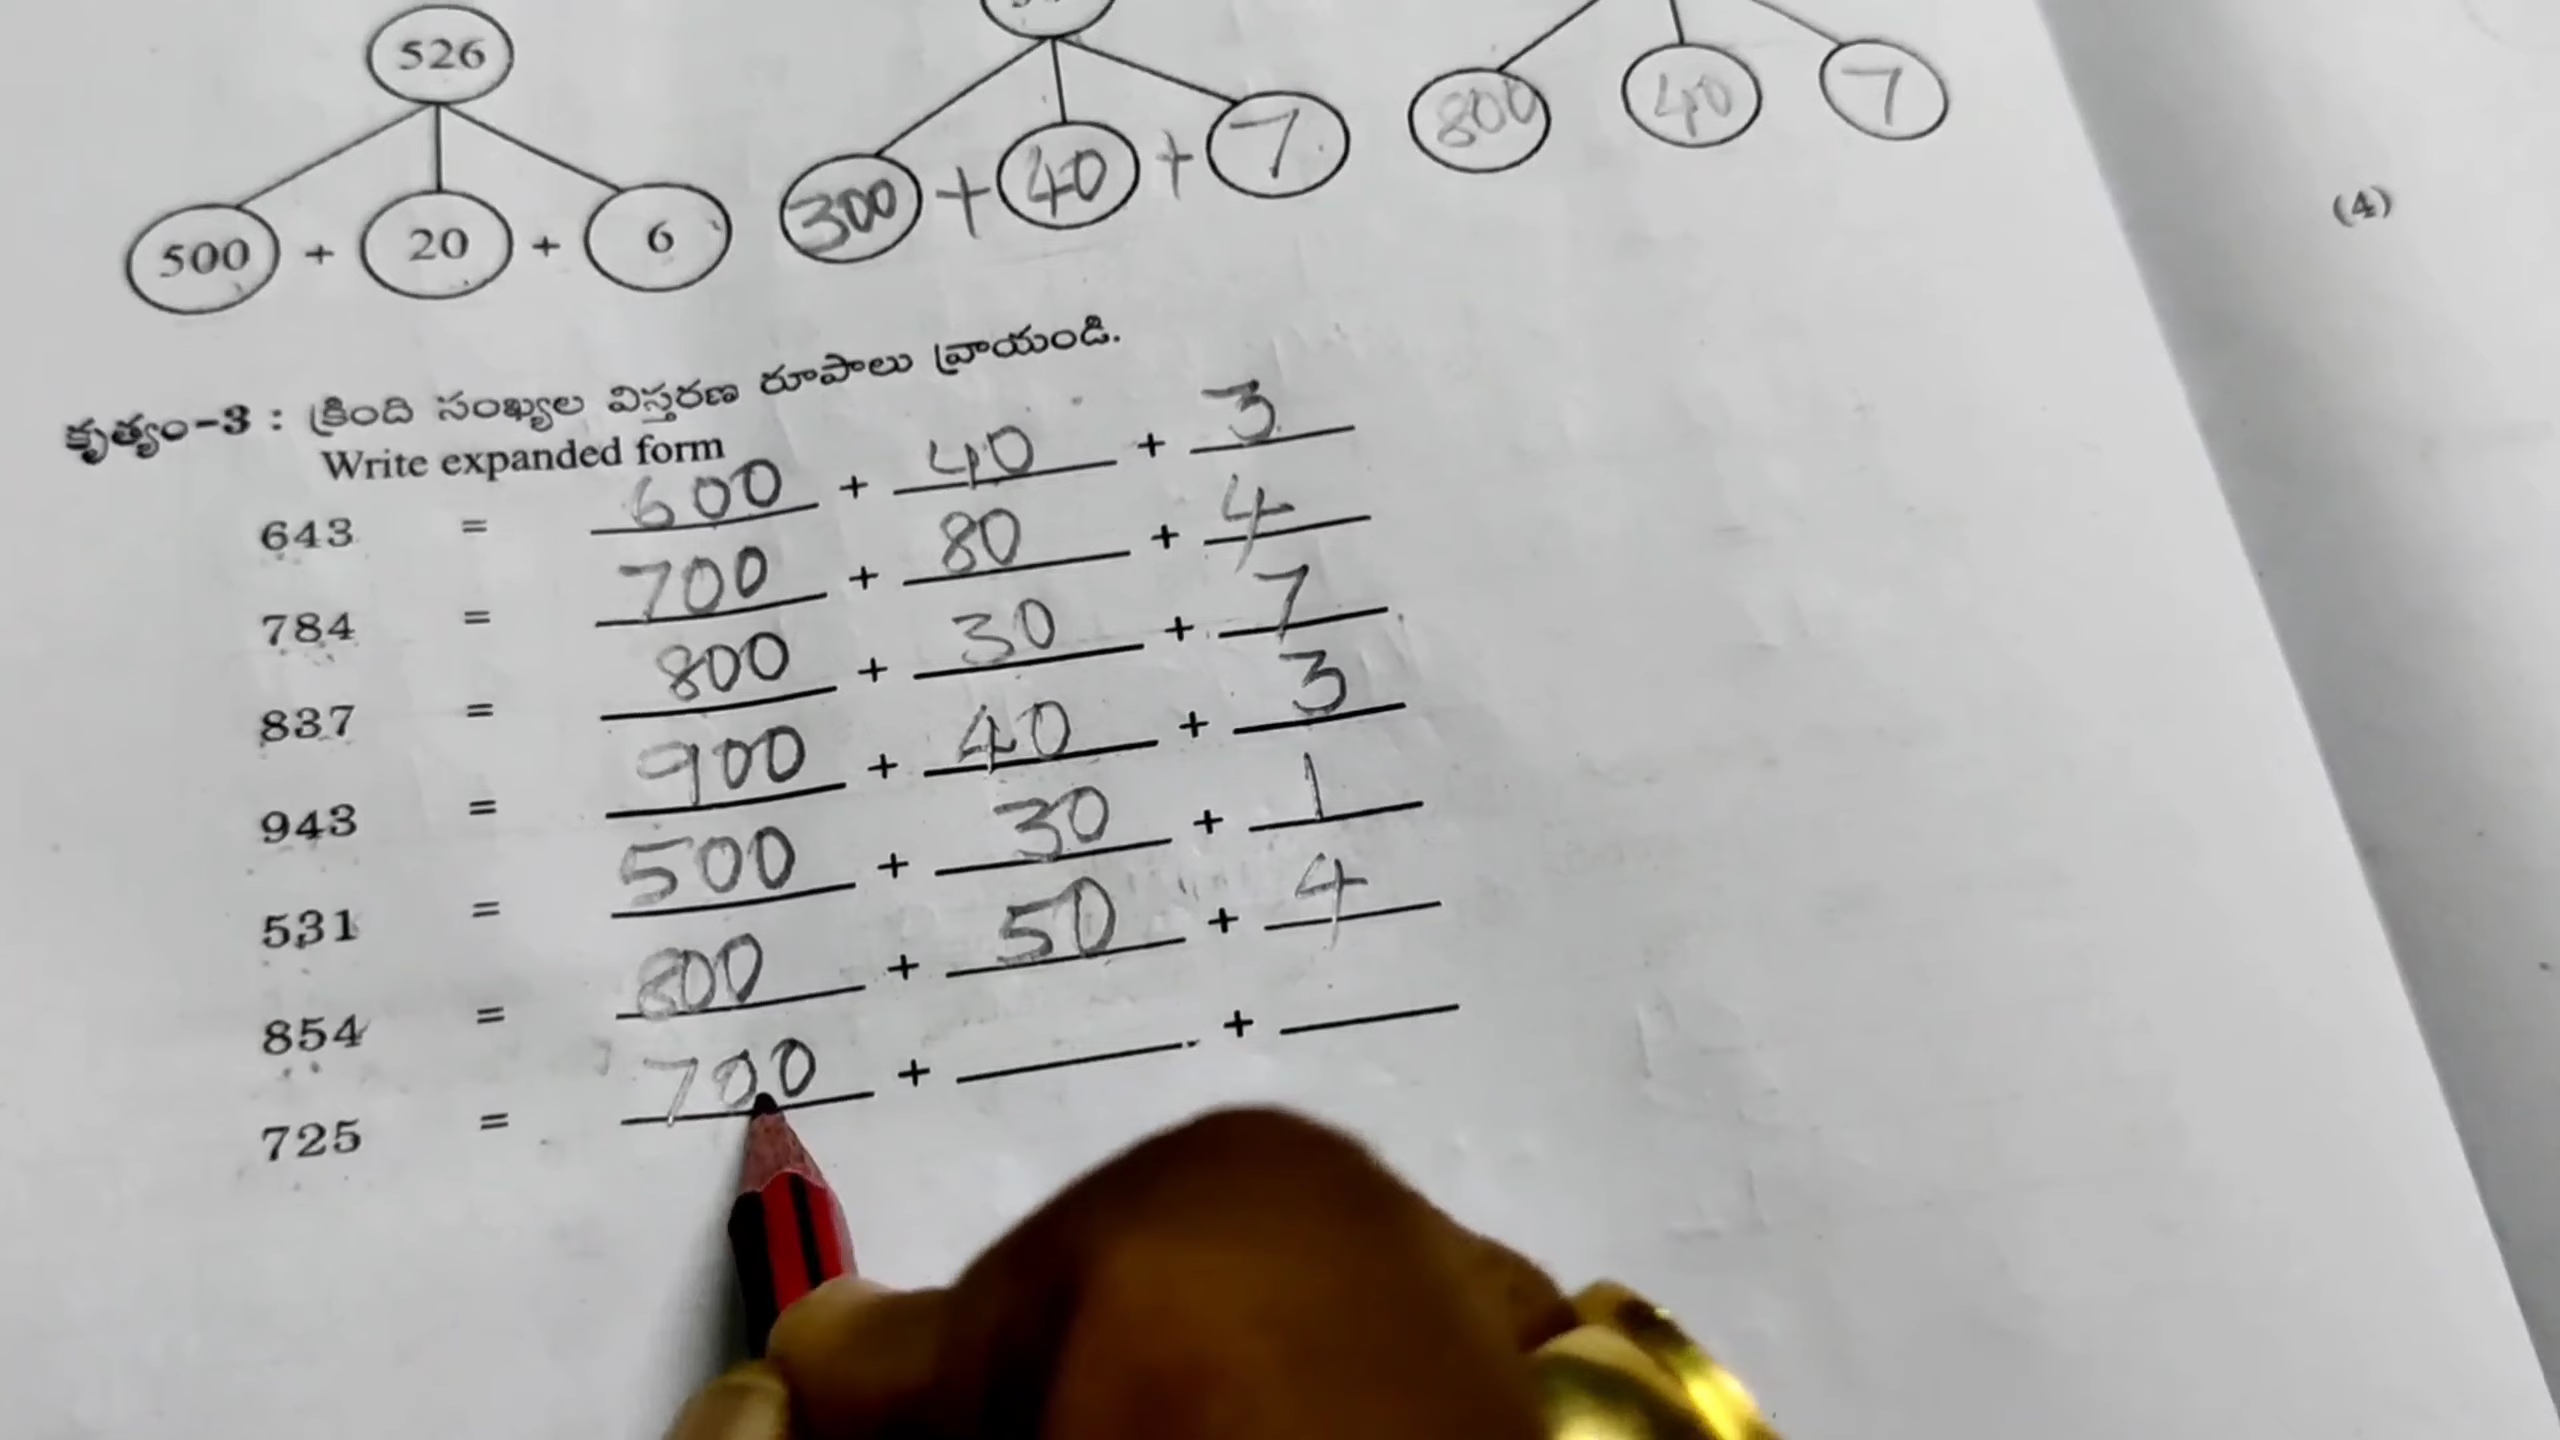 526
500 + 20 + 6
300 + 40 + 7
800 40 7
(4)
కృత్యం-3 : క్రింది సంఖ్యల విస్తరణ రూపాలు వ్రాయండి.
Write expanded form
643 = 600 + 40 + 3
784 = 700 + 80 + 4
837 = 800 + 30 + 7
943 = 900 + 40 + 3
531 = 500 + 30 + 1
854 = 800 + 50 + 4
725 = 700 + ____ + ____